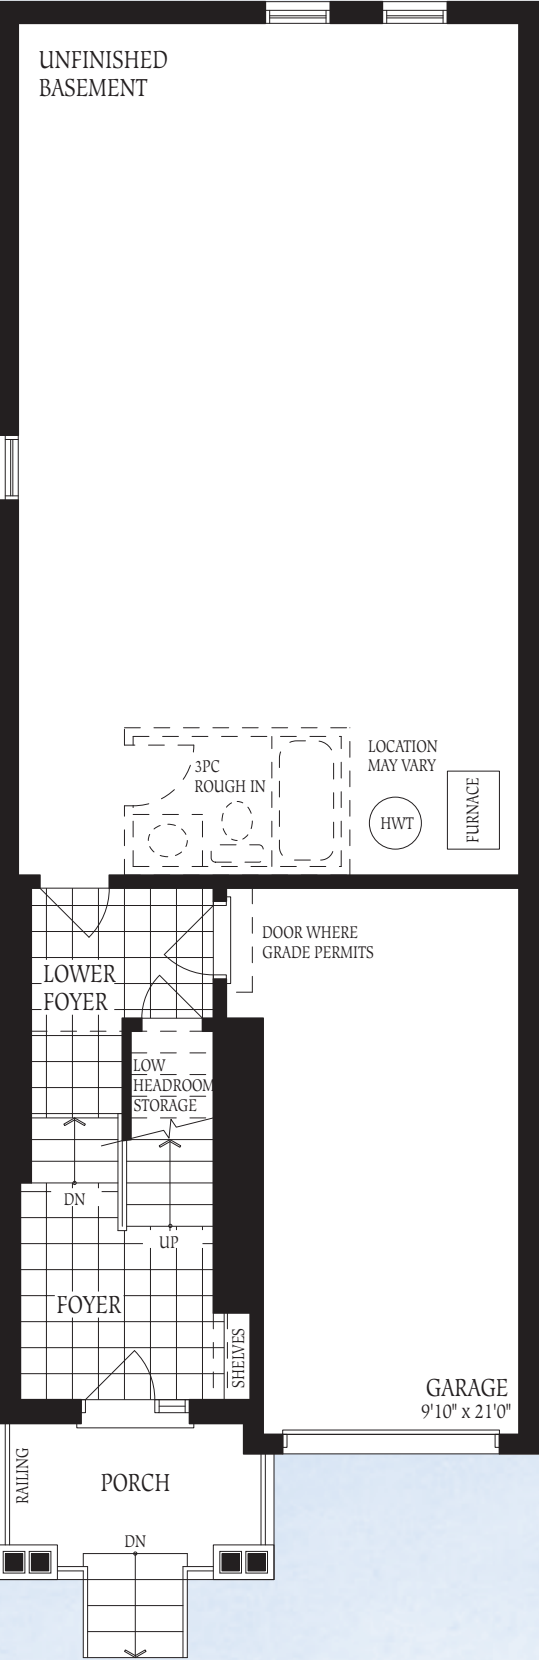 UNFINISHED
BASEMENT
LOCATION
MAY VARY
3PC
ROUGH IN
HWT
FURNACE
DOOR WHERE
GRADE PERMITS
LOWER
FOYER
LOW
HEADROOM
STORAGE
DN
UP
FOYER
SHELVES
GARAGE
9'10" x 21'0"
RAILING
PORCH
DN